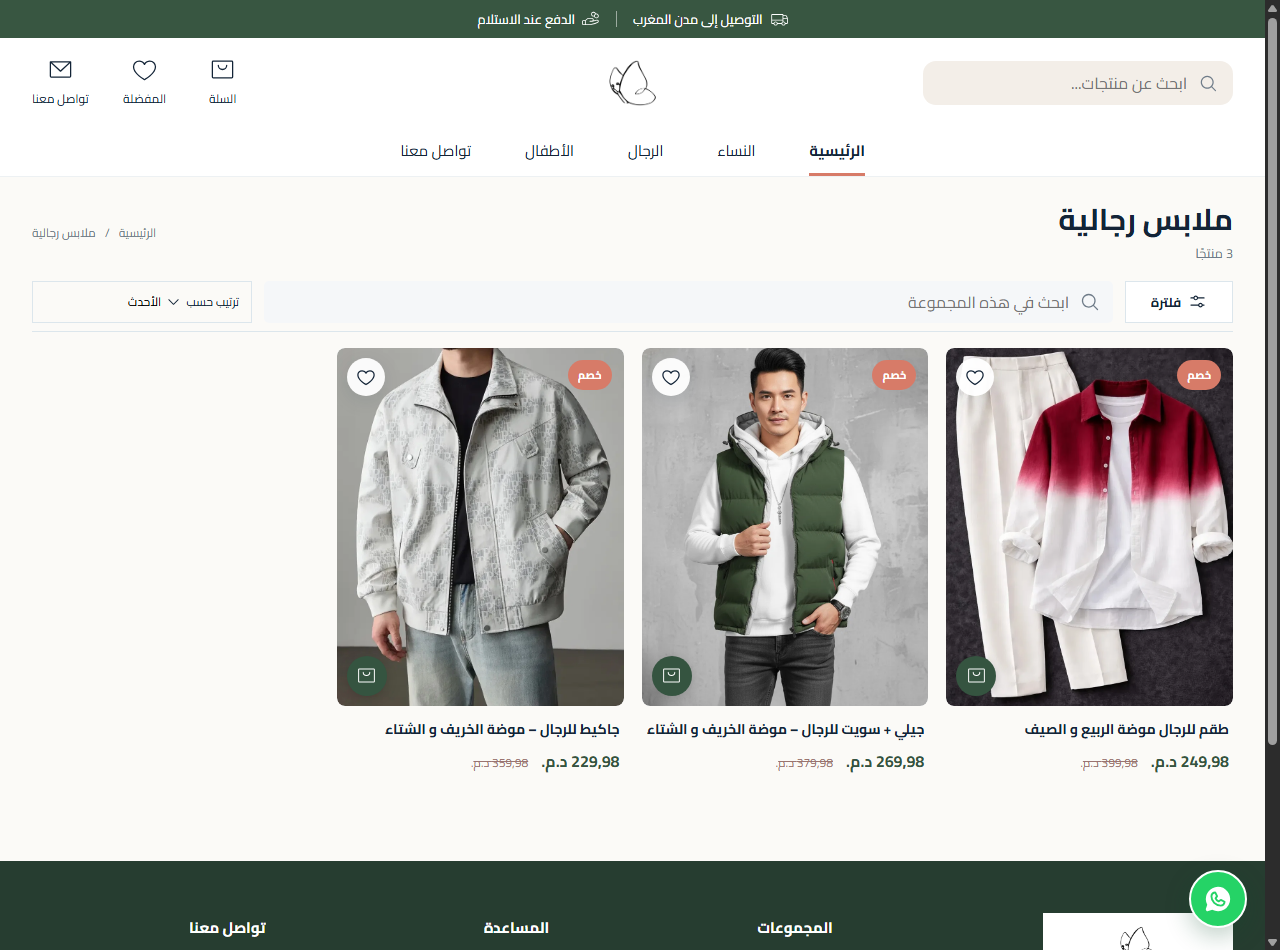 التوصيل إلى مدن المغرب
الدفع عند الاستلام
ابحث عن منتجات...
السلة
المفضلة
تواصل معنا
الرئيسية
النساء
الرجال
الأطفال
تواصل معنا
ملابس رجالية
3 منتجًا
الرئيسية / ملابس رجالية
فلترة
ابحث في هذه المجموعة
ترتيب حسب
الأحدث
خصم
خصم
خصم
طقم للرجال موضة الربيع و الصيف
249,98 د.م. 399,98 د.م.
جيلي + سويت للرجال – موضة الخريف و الشتاء
269,98 د.م. 379,98 د.م.
جاكيط للرجال – موضة الخريف و الشتاء
229,98 د.م. 359,98 د.م.
المجموعات
المساعدة
تواصل معنا